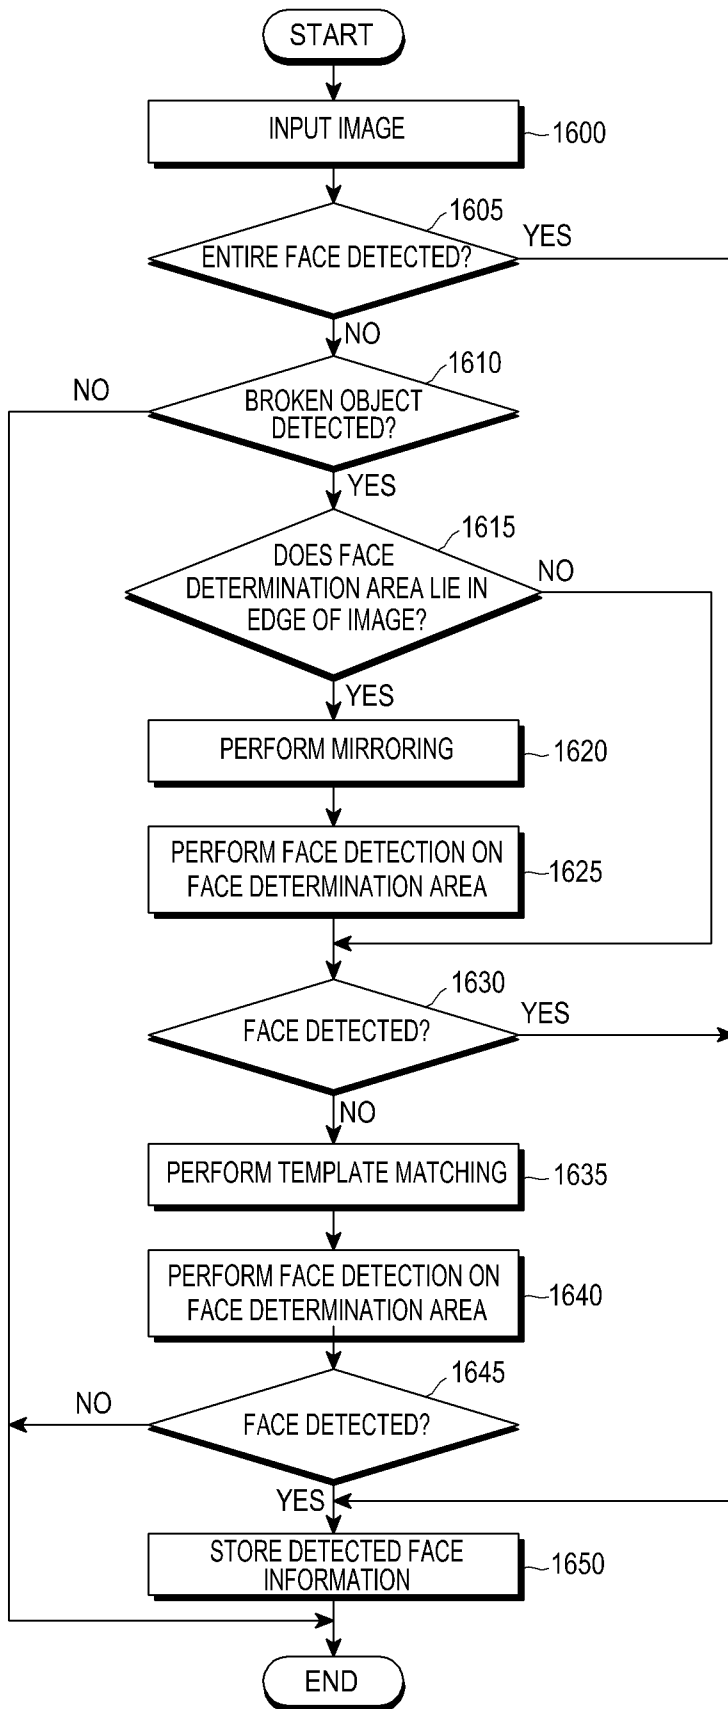 START
INPUT IMAGE
1600
1605
ENTIRE FACE DETECTED?
YES
NO
1610
NO
BROKEN OBJECT
DETECTED?
YES
1615
DOES FACE
DETERMINATION AREA LIE IN
EDGE OF IMAGE?
NO
YES
PERFORM MIRRORING
1620
PERFORM FACE DETECTION ON
FACE DETERMINATION AREA
1625
1630
FACE DETECTED?
YES
NO
PERFORM TEMPLATE MATCHING
1635
PERFORM FACE DETECTION ON
FACE DETERMINATION AREA
1640
1645
NO
FACE DETECTED?
YES
STORE DETECTED FACE
INFORMATION
1650
END